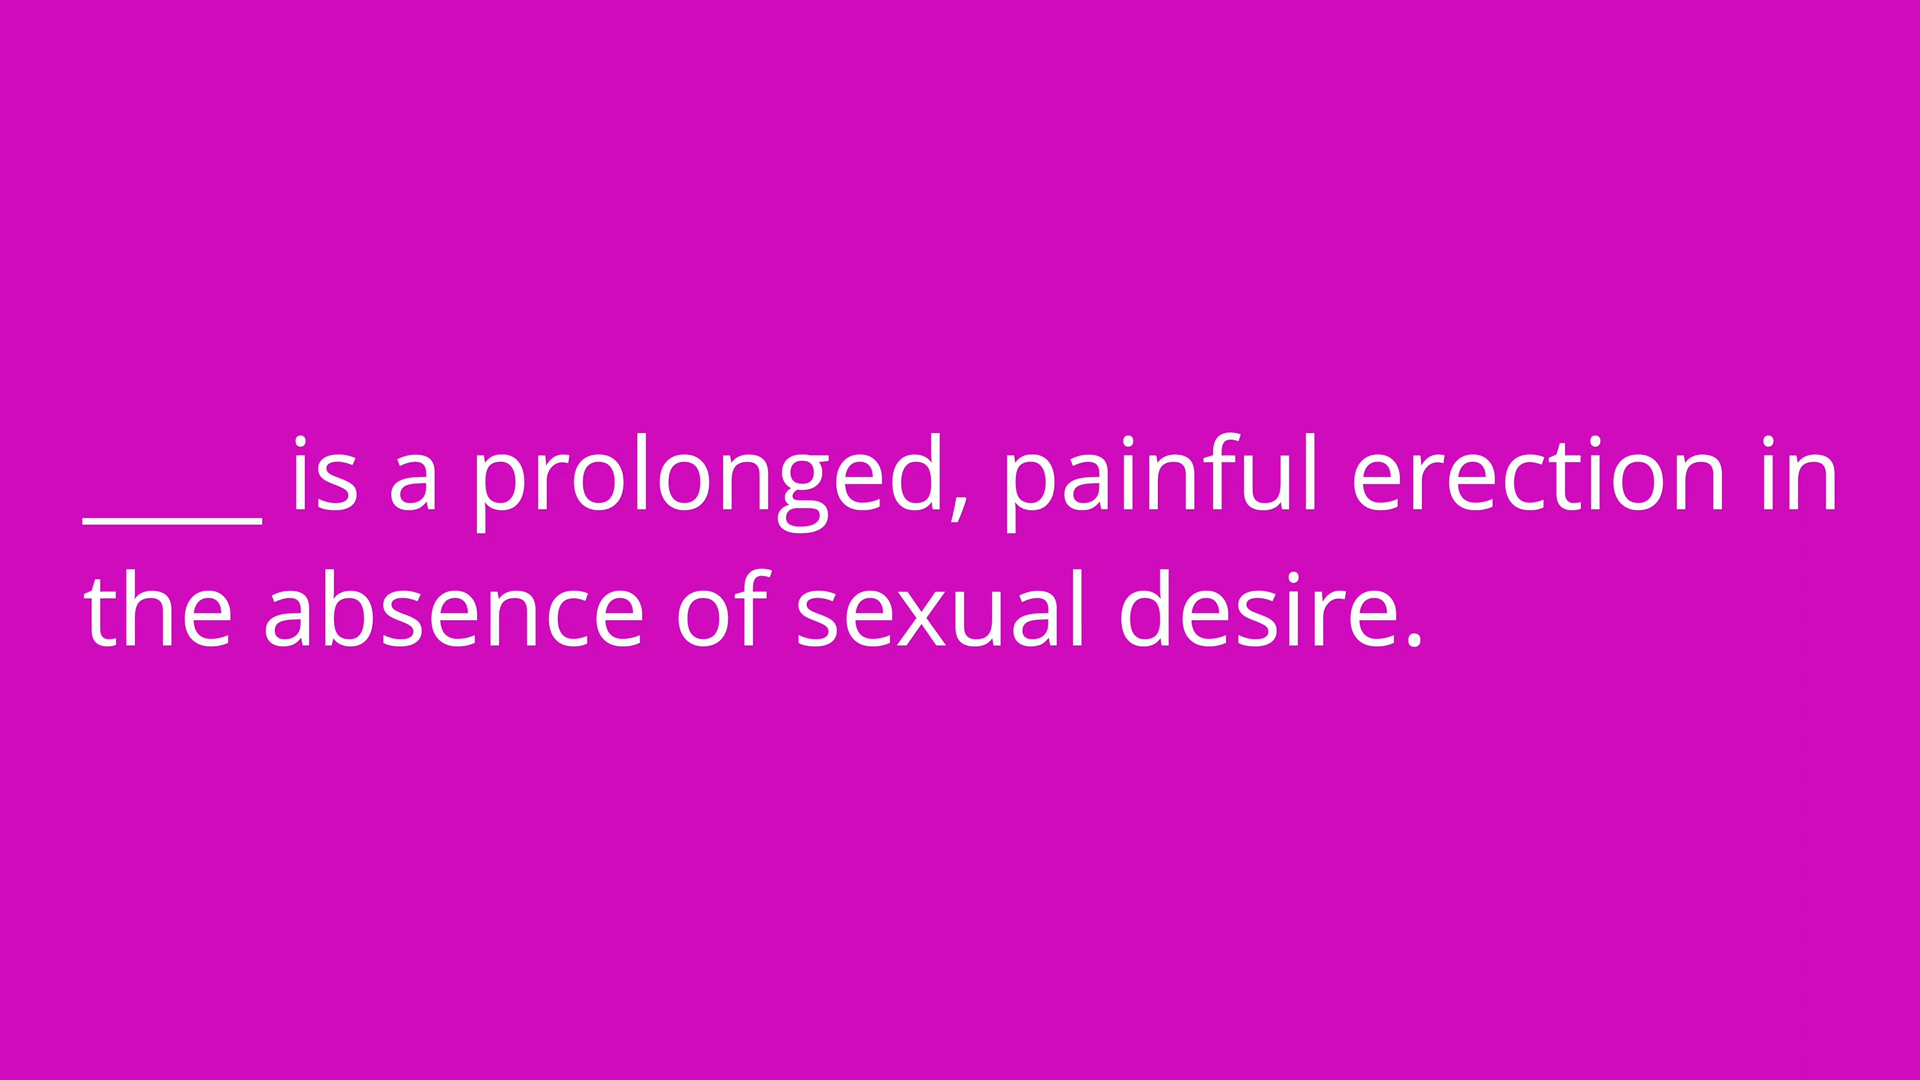 ____ is a prolonged, painful erection in
the absence of sexual desire.